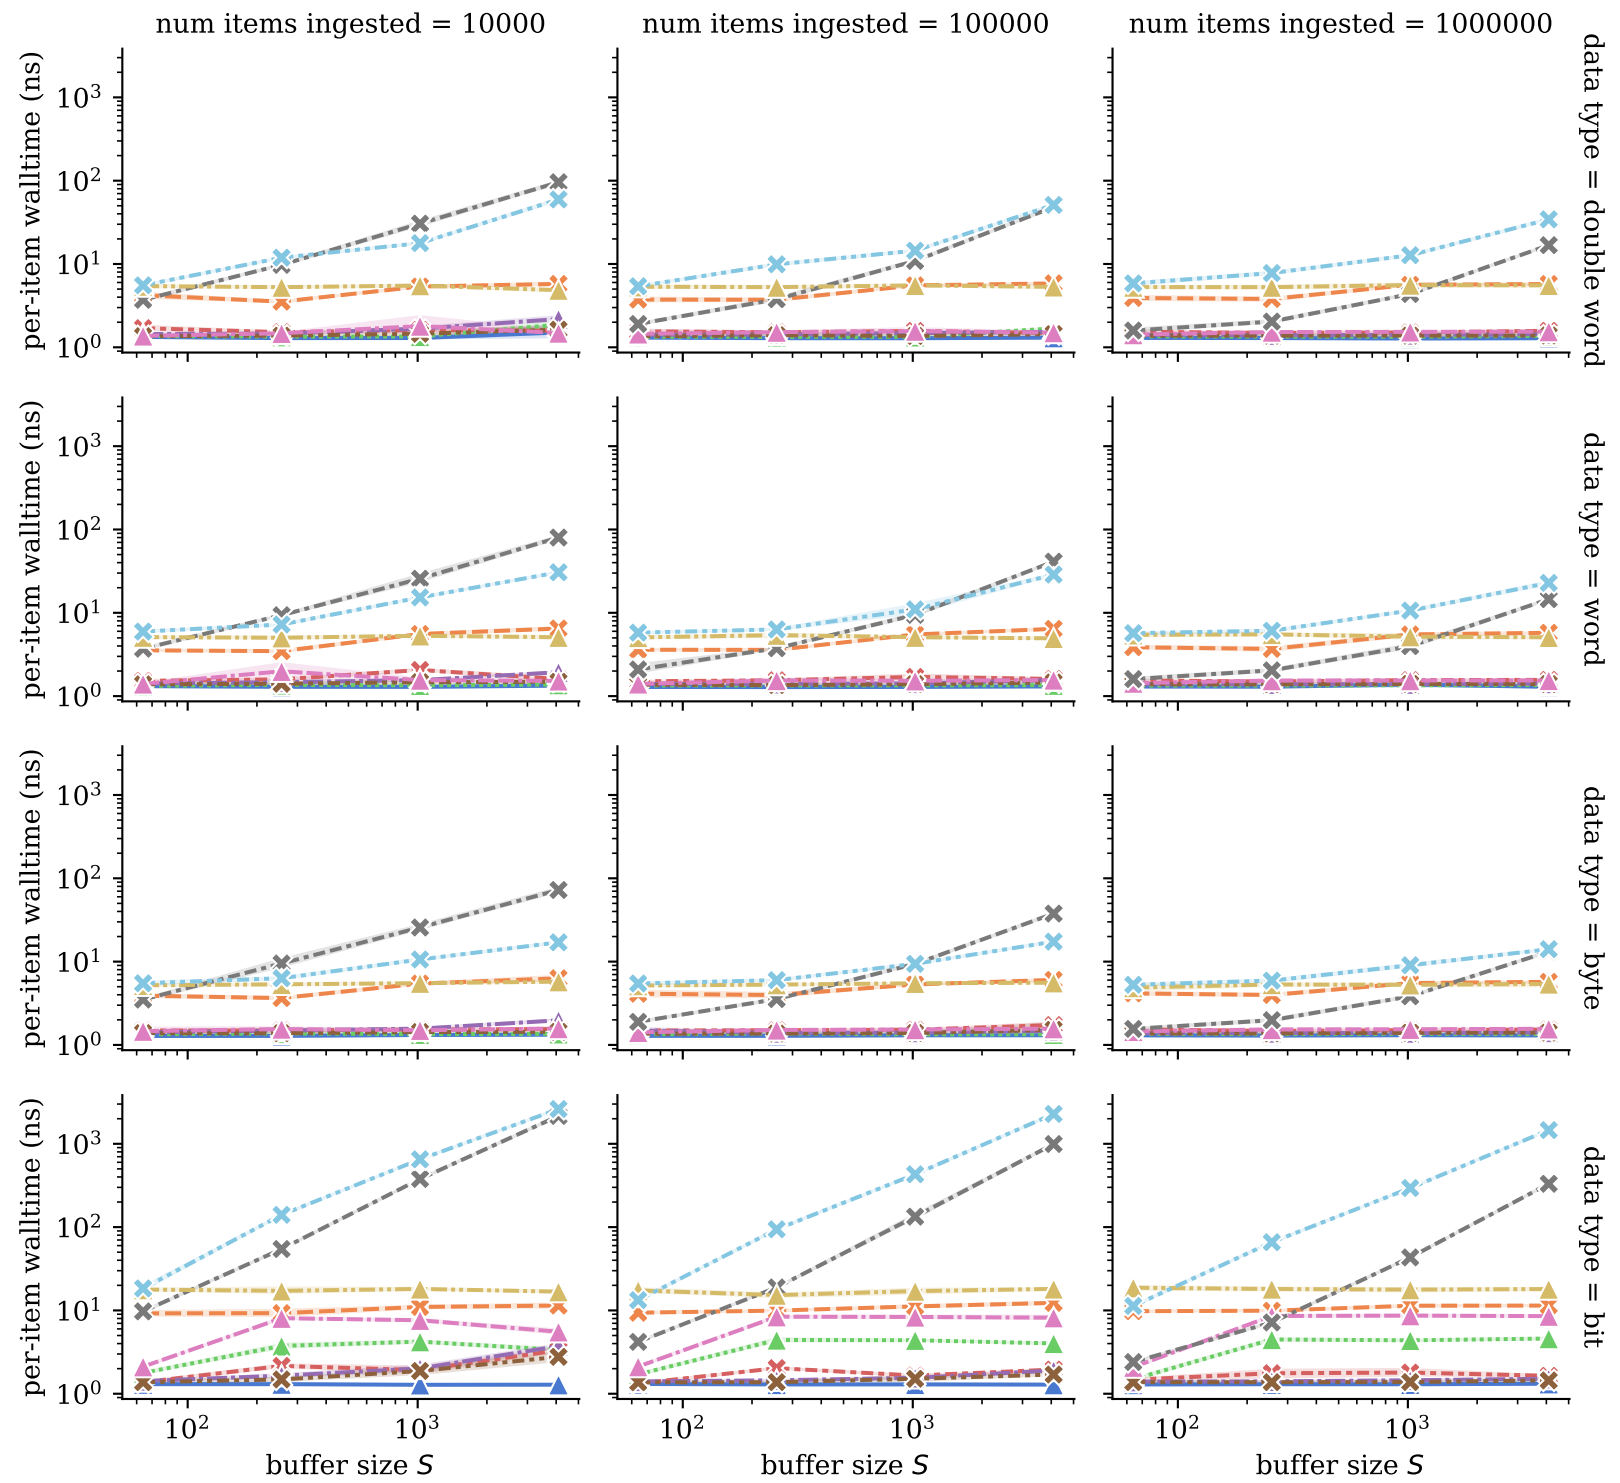 num items ingested = 10000
num items ingested = 100000
num items ingested = 1000000
per-item walltime (ns)
10³
10²
10¹
10⁰
data type = double word
per-item walltime (ns)
10³
10²
10¹
10⁰
data type = word
per-item walltime (ns)
10³
10²
10¹
10⁰
data type = byte
per-item walltime (ns)
10³
10²
10¹
10⁰
data type = bit
10² 10³
10² 10³
10² 10³
buffer size S
buffer size S
buffer size S